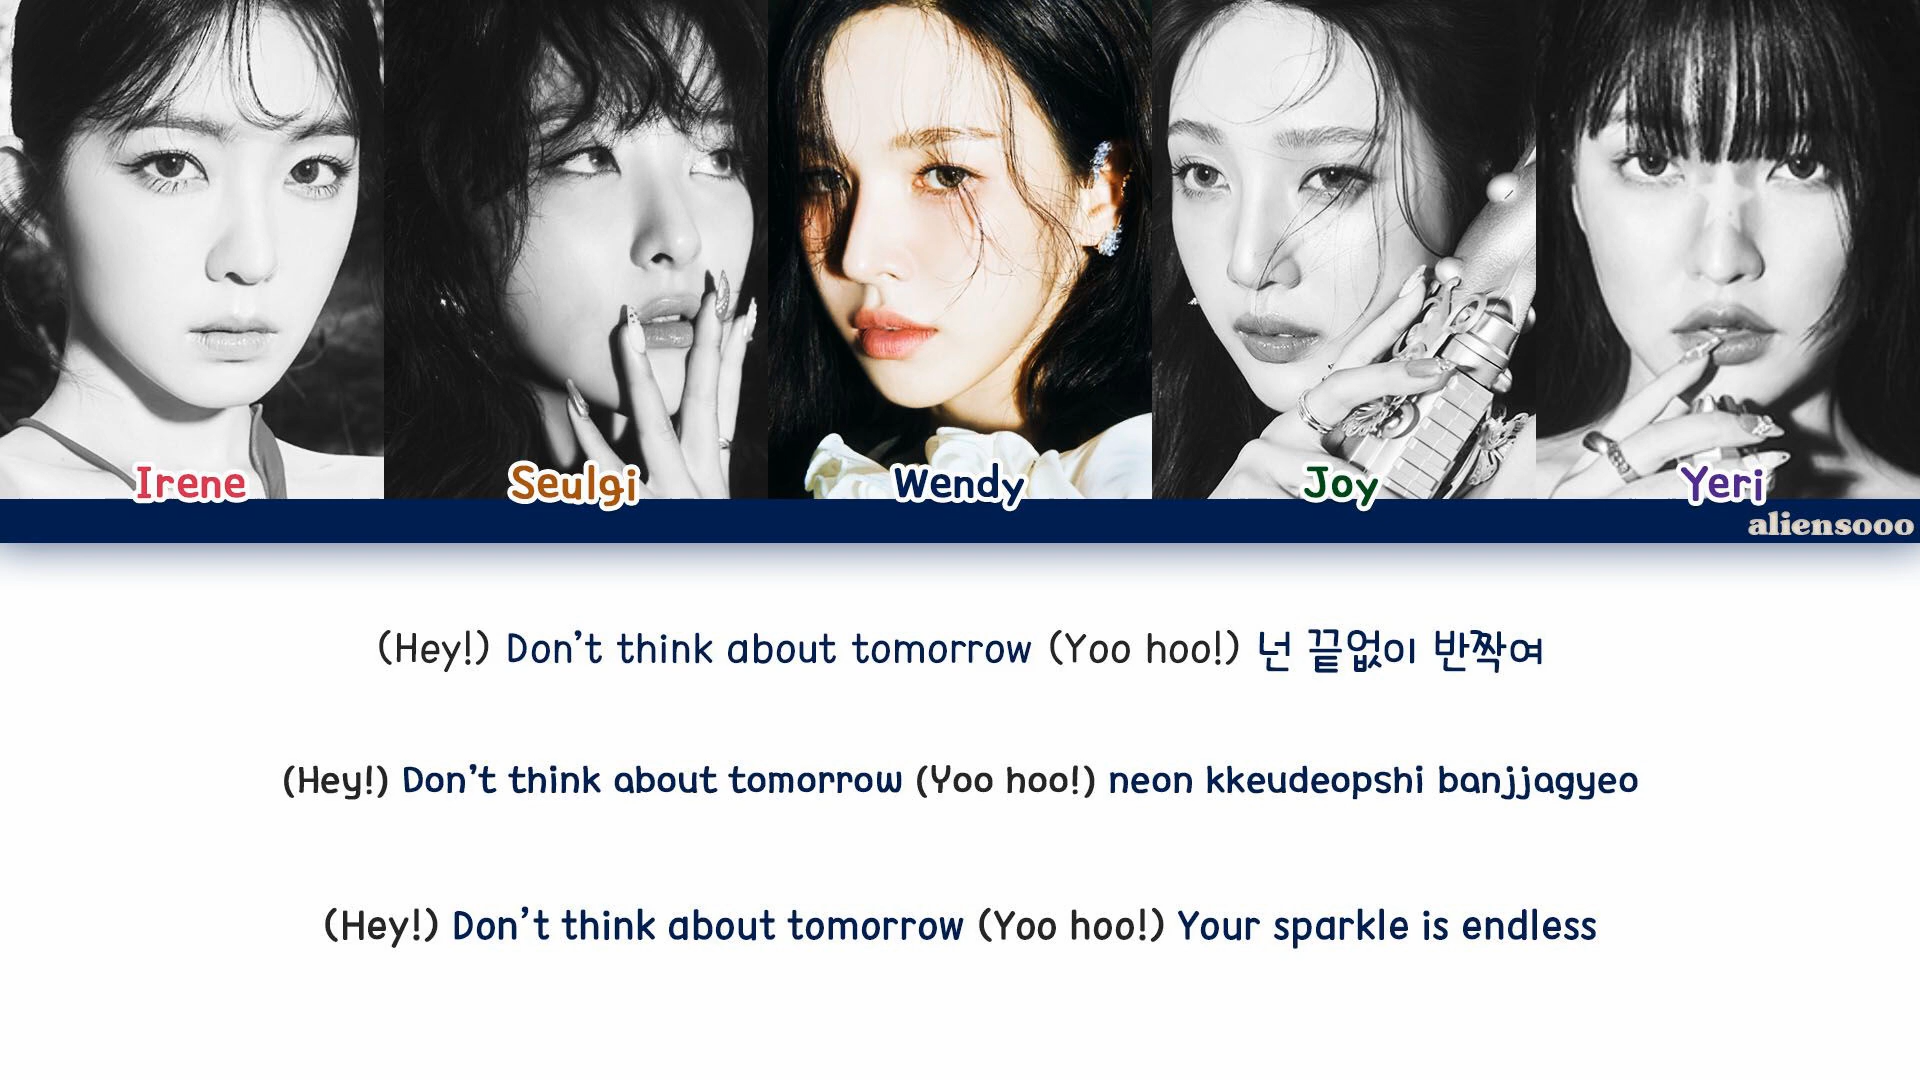 Irene
Seulgi
Wendy
Joy
Yeri
aliensooo
(Hey!) Don't think about tomorrow (Yoo hoo!) 넌 끝없이 반짝여
(Hey!) Don't think about tomorrow (Yoo hoo!) neon kkeudeopshi banjjagyeo
(Hey!) Don't think about tomorrow (Yoo hoo!) Your sparkle is endless